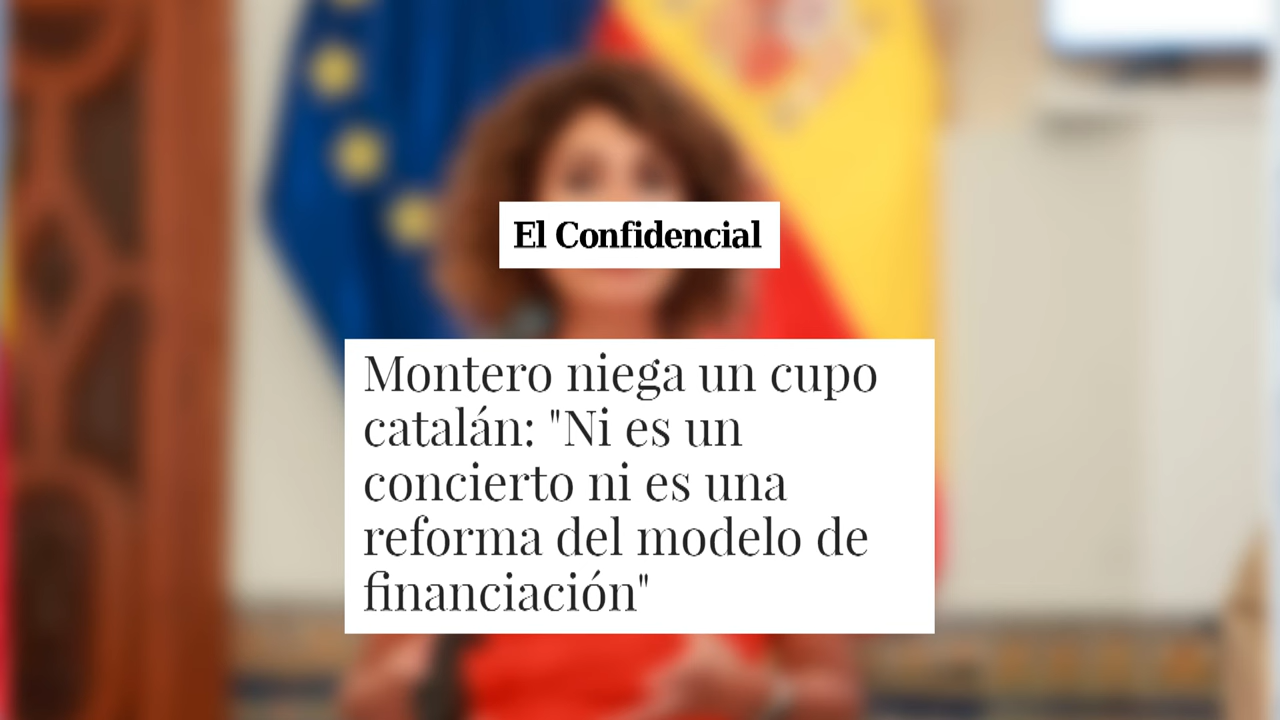 El Confidencial
Montero niega un cupo
catalán: "Ni es un
concierto ni es una
reforma del modelo de
financiación"